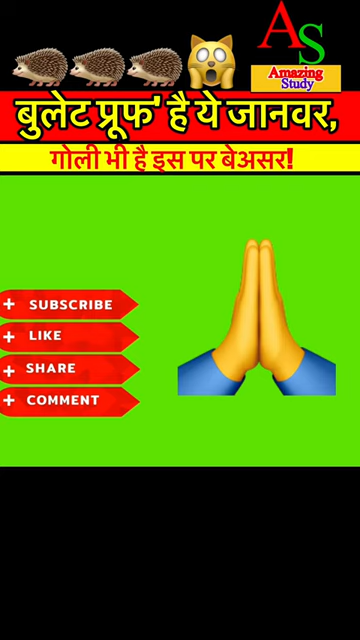 AS
Amazing
Study
बुलेट प्रूफ' है ये जानवर,
गोली भी है इस पर बेअसर!
+ SUBSCRIBE
+ LIKE
+ SHARE
+ COMMENT